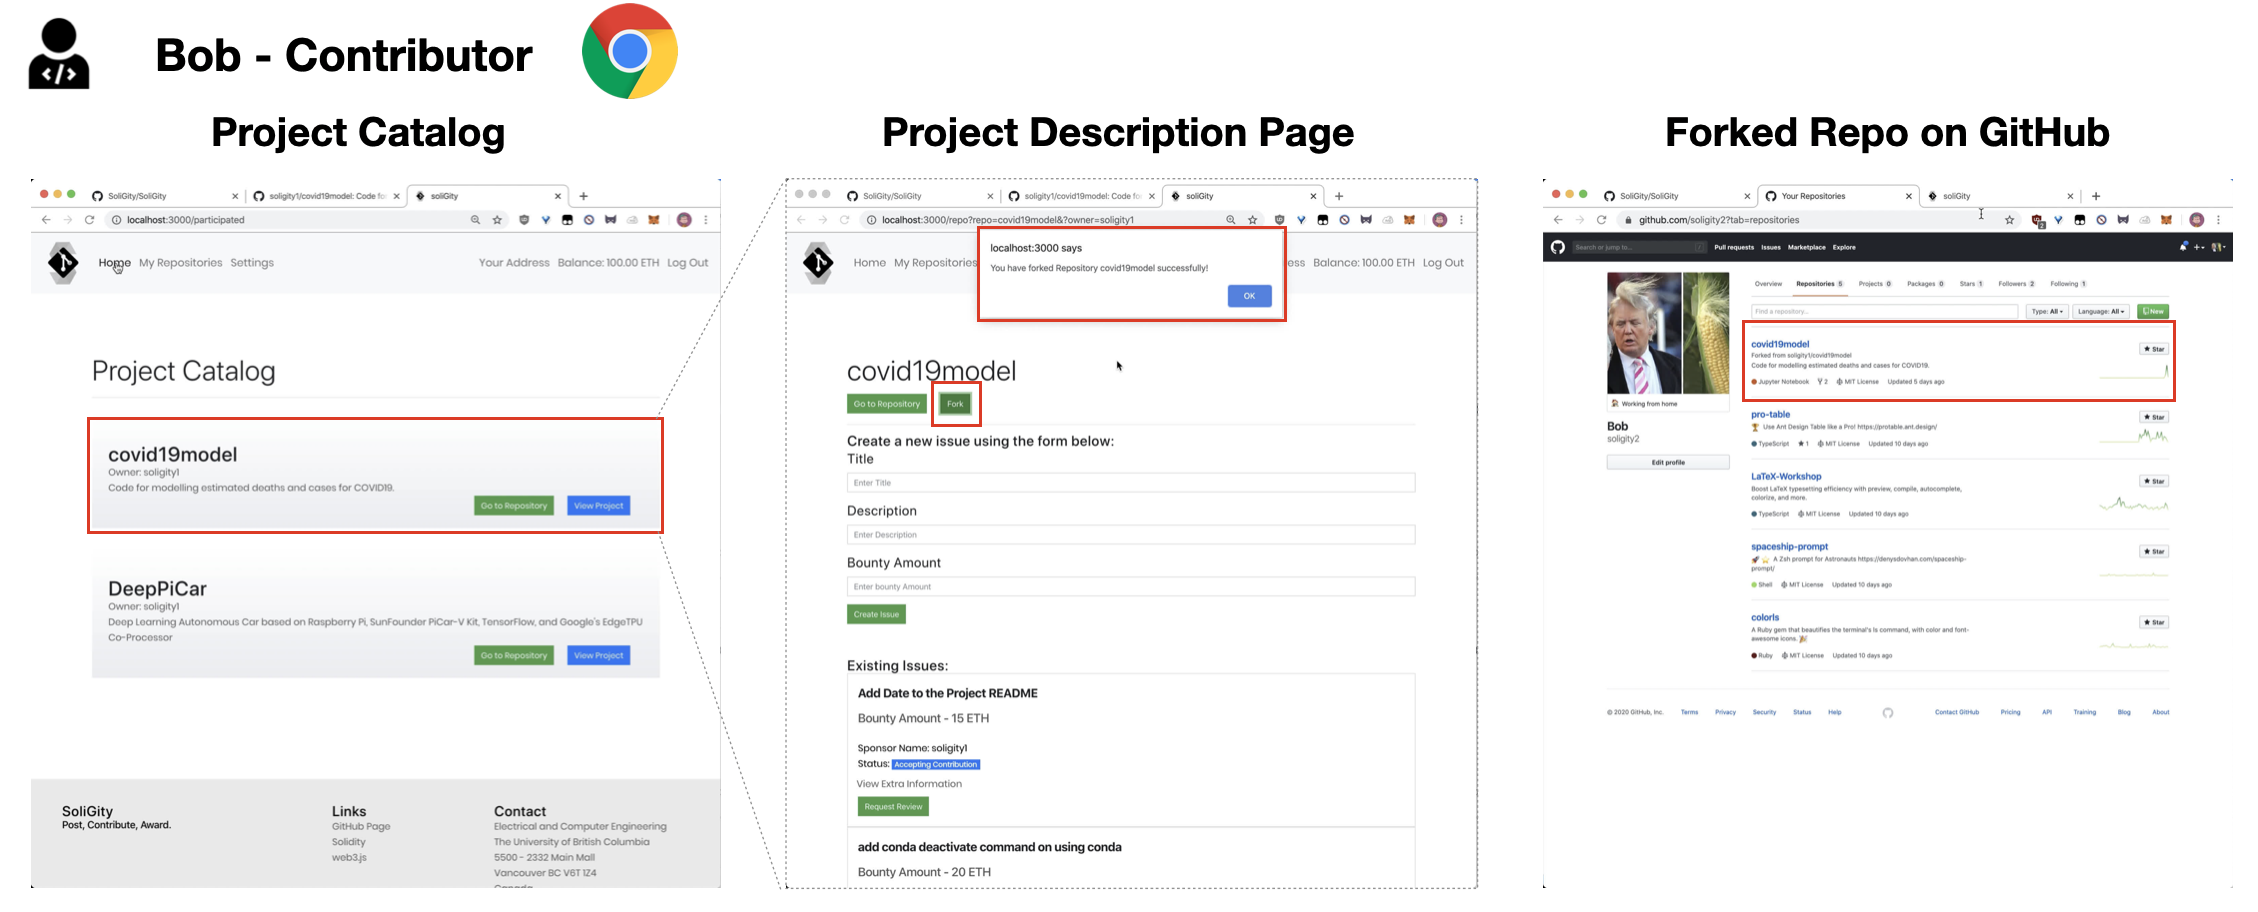 Bob - Contributor
Project Catalog
Project Description Page
Forked Repo on GitHub
SoliGity/SoliGity
soligity1/covid19model: Code fo
soliGity
localhost:3000/participated
Home My Repositories Settings
Your Address Balance: 100.00 ETH Log Out
Project Catalog
covid19model
Owner: soligity1
Code for modelling estimated deaths and cases for COVID19.
Go to Repository
View Project
DeepPiCar
Owner: soligity1
Deep Learning Autonomous Car based on Raspberry Pi, SunFounder PiCar-V Kit, TensorFlow, and Google's EdgeTPU
Co-Processor
Go to Repository
View Project
SoliGity
Post, Contribute, Award.
Links
GitHub Page
Solidity
web3.js
Contact
Electrical and Computer Engineering
The University of British Columbia
5500 - 2332 Main Mall
Vancouver BC V6T 1Z4
Canada
SoliGity/SoliGity
soligity1/covid19model: Code fo
soliGity
localhost:3000/repo?repo=covid19model&?owner=soligity1
Home My Repositories
ess Balance: 100.00 ETH Log Out
localhost:3000 says
You have forked Repository covid19model successfully!
OK
covid19model
Go to Repository
Fork
Create a new issue using the form below:
Title
Enter Title
Description
Enter Description
Bounty Amount
Enter bounty Amount
Create Issue
Existing Issues:
Add Date to the Project README
Bounty Amount - 15 ETH
Sponsor Name: soligity1
Status: Accepting Contribution
View Extra Information
Request Review
add conda deactivate command on using conda
Bounty Amount - 20 ETH
SoliGity/SoliGity
Your Repositories
soliGity
github.com/soligity2?tab=repositories
Search or jump to...
Pull requests Issues Marketplace Explore
Overview Repositories 5 Projects 0 Packages 0 Stars 1 Followers 2 Following 1
Find a repository...
Type: All
Language: All
New
Working from home
Bob
soligity2
Edit profile
covid19model
Forked from soligity1/covid19model
Code for modelling estimated deaths and cases for COVID19.
Jupyter Notebook 2 MIT License Updated 5 days ago
Star
pro-table
Use Ant Design Table like a Pro! https://protable.ant.design/
TypeScript 1 MIT License Updated 10 days ago
Star
LaTeX-Workshop
Boost LaTeX typesetting efficiency with preview, compile, autocomplete,
colorize, and more.
TypeScript MIT License Updated 10 days ago
Star
spaceship-prompt
A Zsh prompt for Astronauts https://denysdovhan.com/spaceship-
prompt/
Shell MIT License Updated 10 days ago
Star
colorls
A Ruby gem that beautifies the terminal's ls command, with color and font-
awesome icons.
Ruby MIT License Updated 10 days ago
Star
© 2020 GitHub, Inc. Terms Privacy Security Status Help Contact GitHub Pricing API Training Blog About